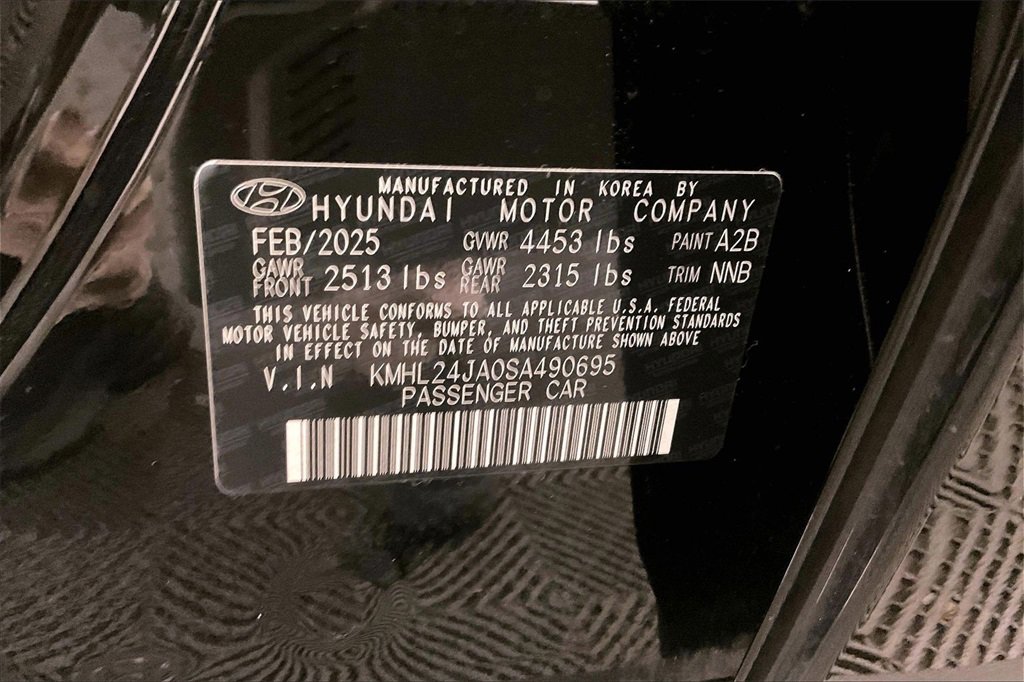 MANUFACTURED IN KOREA BY
HYUNDAI MOTOR COMPANY
FEB/2025 GVWR 4453 lbs PAINT A2B
GAWR FRONT 2513 lbs GAWR REAR 2315 lbs TRIM NNB
THIS VEHICLE CONFORMS TO ALL APPLICABLE U.S.A. FEDERAL
MOTOR VEHICLE SAFETY, BUMPER, AND THEFT PREVENTION STANDARDS
IN EFFECT ON THE DATE OF MANUFACTURE SHOWN ABOVE
V.I.N KMHL24JA0SA490695
PASSENGER CAR